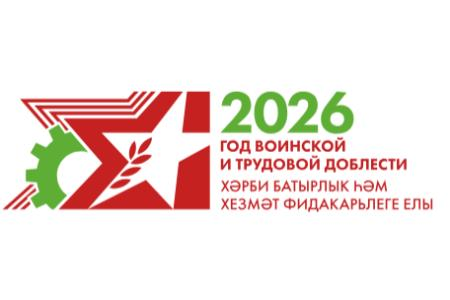 2026
ГОД ВОИНСКОЙ
И ТРУДОВОЙ ДОБЛЕСТИ
ХӘРБИ БАТЫРЛЫК ҺӘМ
ХЕЗМӘТ ФИДАКАРЬЛЕГЕ ЕЛЫ